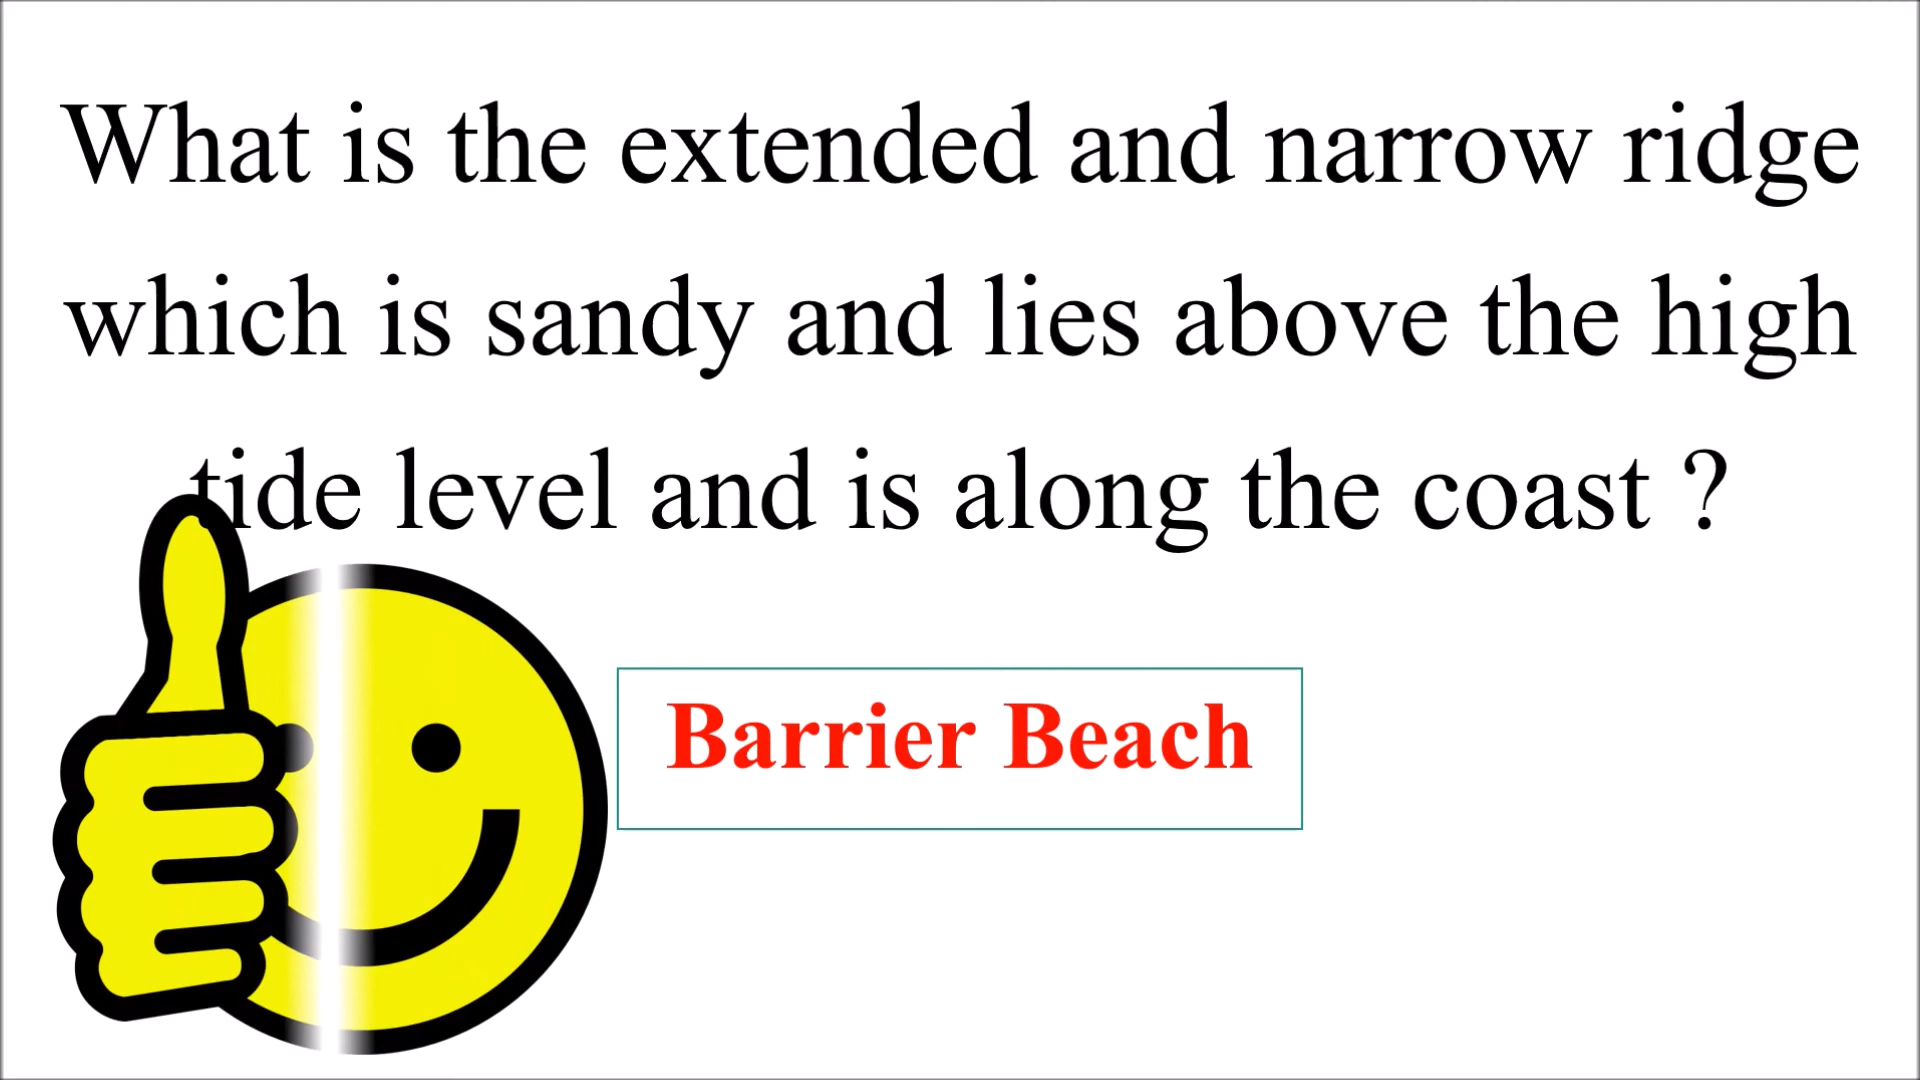 What is the extended and narrow ridge
which is sandy and lies above the high
tide level and is along the coast ?
Barrier Beach